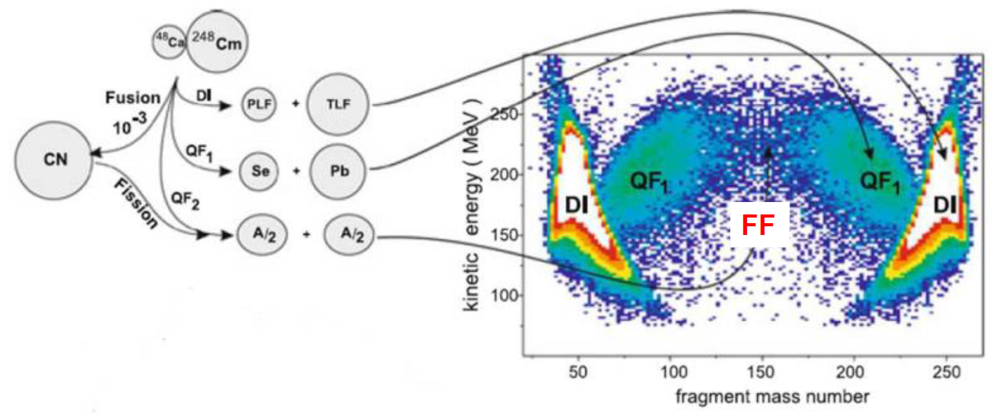 ⁴⁸Ca ²⁴⁸Cm
Fusion
10⁻³
DI
PLF + TLF
CN
QF₁
Se + Pb
Fission
QF₂
A/2 + A/2
kinetic energy ( MeV )
250
200
150
100
DI
QF₁
FF
QF₁
DI
50 100 150 200 250
fragment mass number